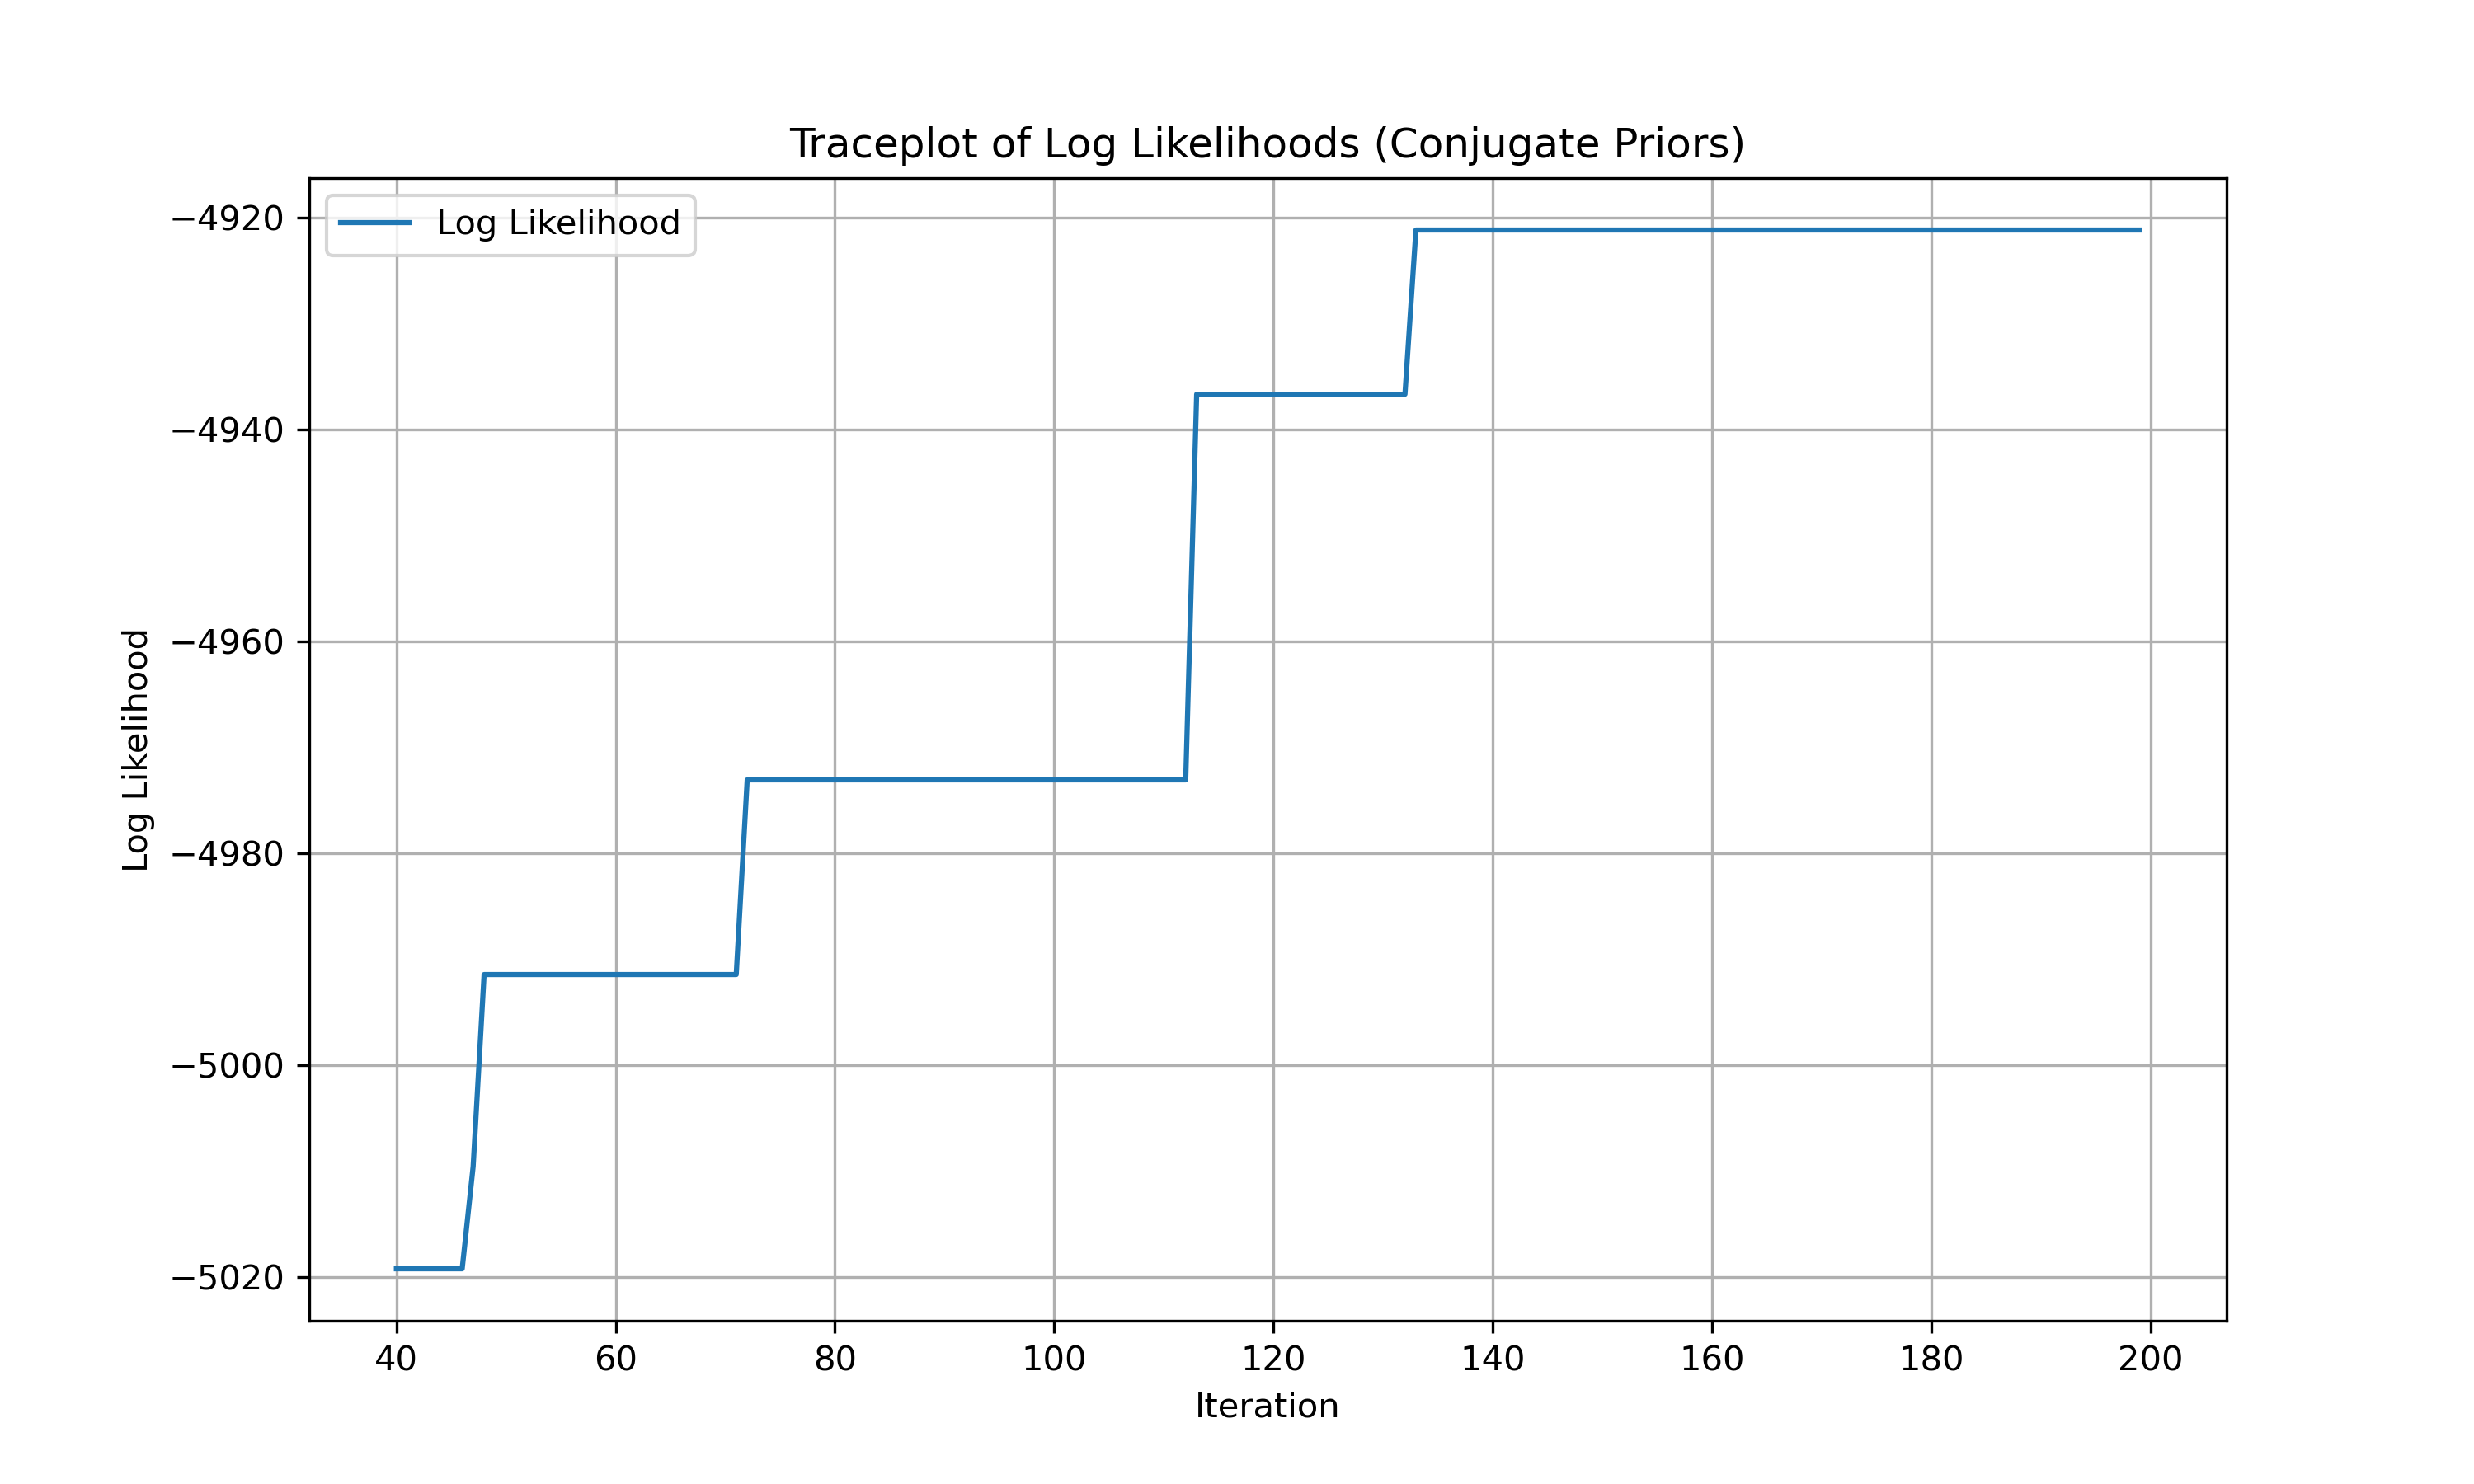 Traceplot of Log Likelihoods (Conjugate Priors)
Log Likelihood
−4920
−4940
−4960
−4980
−5000
−5020
Log Likelihood
40 60 80 100 120 140 160 180 200
Iteration